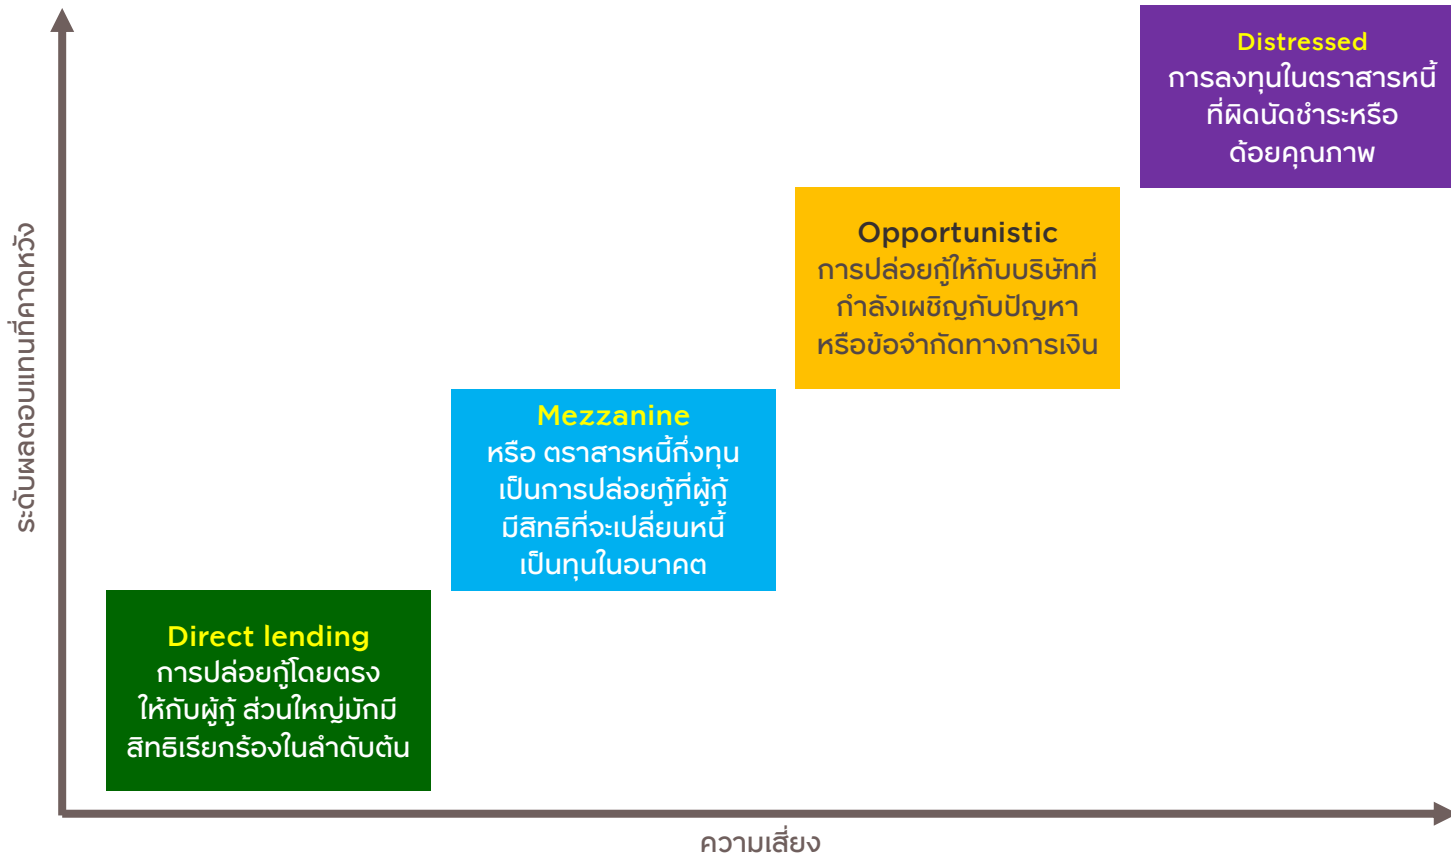 Distressed
การลงทุนในตราสารหนี้
ที่ผิดนัดชำระหรือ
ด้อยคุณภาพ
Opportunistic
การปล่อยกู้ให้กับบริษัทที่
กำลังเผชิญกับปัญหา
หรือข้อจำกัดทางการเงิน
ระดับผลตอบแทนที่คาดหวัง
Mezzanine
หรือ ตราสารหนี้กึ่งทุน
เป็นการปล่อยกู้ที่ผู้กู้
มีสิทธิที่จะเปลี่ยนหนี้
เป็นทุนในอนาคต
Direct lending
การปล่อยกู้โดยตรง
ให้กับผู้กู้ ส่วนใหญ่มักมี
สิทธิเรียกร้องในลำดับต้น
ความเสี่ยง